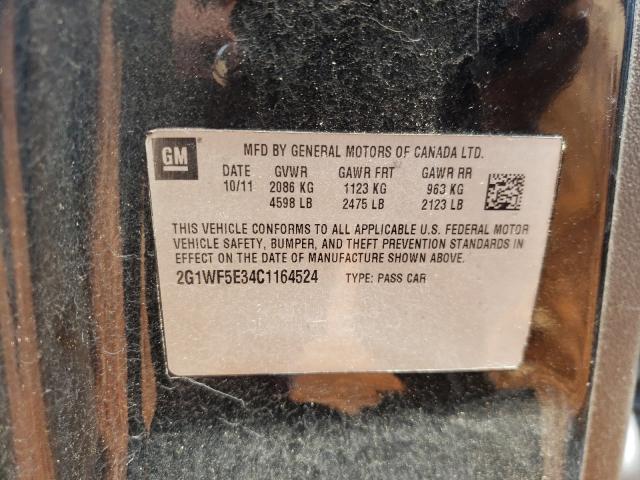 GM
MFD BY GENERAL MOTORS OF CANADA LTD.
DATE GVWR GAWR FRT GAWR RR
10/11 2086 KG 1123 KG 963 KG
4598 LB 2475 LB 2123 LB
THIS VEHICLE CONFORMS TO ALL APPLICABLE U.S. FEDERAL MOTOR
VEHICLE SAFETY, BUMPER, AND THEFT PREVENTION STANDARDS IN
EFFECT ON THE DATE OF MANUFACTURE SHOWN ABOVE.
2G1WF5E34C1164524 TYPE: PASS CAR